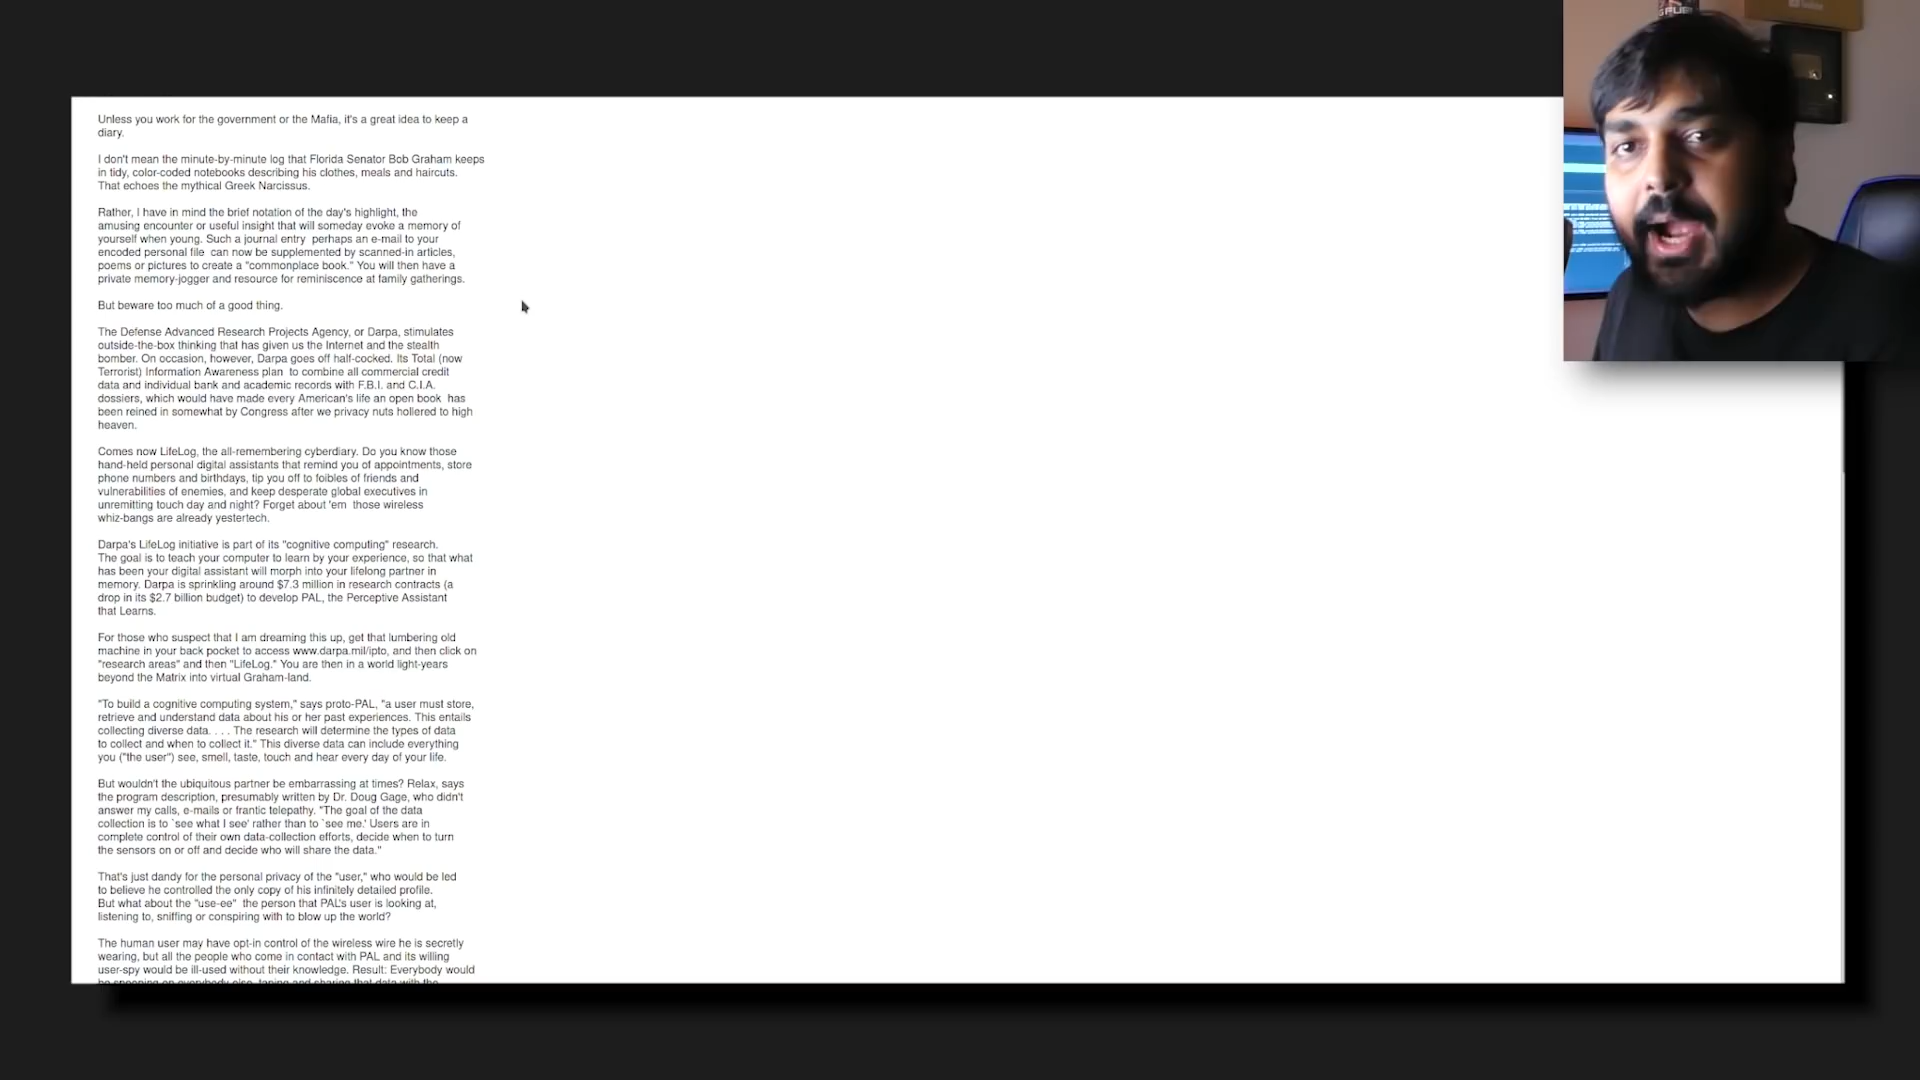 Unless you work for the government or the Mafia, it's a great idea to keep a
diary.
I don't mean the minute-by-minute log that Florida Senator Bob Graham keeps
in tidy, color-coded notebooks describing his clothes, meals and haircuts.
That echoes the mythical Greek Narcissus.
Rather, I have in mind the brief notation of the day's highlight, the
amusing encounter or useful insight that will someday evoke a memory of
yourself when young. Such a journal entry  perhaps an e-mail to your
encoded personal file  can now be supplemented by scanned-in articles,
poems or pictures to create a "commonplace book." You will then have a
private memory-jogger and resource for reminiscence at family gatherings.
But beware too much of a good thing.
The Defense Advanced Research Projects Agency, or Darpa, stimulates
outside-the-box thinking that has given us the Internet and the stealth
bomber. On occasion, however, Darpa goes off half-cocked. Its Total (now
Terrorist) Information Awareness plan  to combine all commercial credit
data and individual bank and academic records with F.B.I. and C.I.A.
dossiers, which would have made every American's life an open book  has
been reined in somewhat by Congress after we privacy nuts hollered to high
heaven.
Comes now LifeLog, the all-remembering cyberdiary. Do you know those
hand-held personal digital assistants that remind you of appointments, store
phone numbers and birthdays, tip you off to foibles of friends and
vulnerabilities of enemies, and keep desperate global executives in
unremitting touch day and night? Forget about 'em  those wireless
whiz-bangs are already yestertech.
Darpa's LifeLog initiative is part of its "cognitive computing" research.
The goal is to teach your computer to learn by your experience, so that what
has been your digital assistant will morph into your lifelong partner in
memory. Darpa is sprinkling around $7.3 million in research contracts (a
drop in its $2.7 billion budget) to develop PAL, the Perceptive Assistant
that Learns.
For those who suspect that I am dreaming this up, get that lumbering old
machine in your back pocket to access www.darpa.mil/ipto, and then click on
"research areas" and then "LifeLog." You are then in a world light-years
beyond the Matrix into virtual Graham-land.
"To build a cognitive computing system," says proto-PAL, "a user must store,
retrieve and understand data about his or her past experiences. This entails
collecting diverse data. . . . The research will determine the types of data
to collect and when to collect it." This diverse data can include everything
you ("the user") see, smell, taste, touch and hear every day of your life.
But wouldn't the ubiquitous partner be embarrassing at times? Relax, says
the program description, presumably written by Dr. Doug Gage, who didn't
answer my calls, e-mails or frantic telepathy. "The goal of the data
collection is to `see what I see' rather than to `see me.' Users are in
complete control of their own data-collection efforts, decide when to turn
the sensors on or off and decide who will share the data."
That's just dandy for the personal privacy of the "user," who would be led
to believe he controlled the only copy of his infinitely detailed profile.
But what about the "use-ee"  the person that PAL's user is looking at,
listening to, sniffing or conspiring with to blow up the world?
The human user may have opt-in control of the wireless wire he is secretly
wearing, but all the people who come in contact with PAL and its willing
user-spy would be ill-used without their knowledge. Result: Everybody would
be snooping on everybody else, taping and sharing that data with the